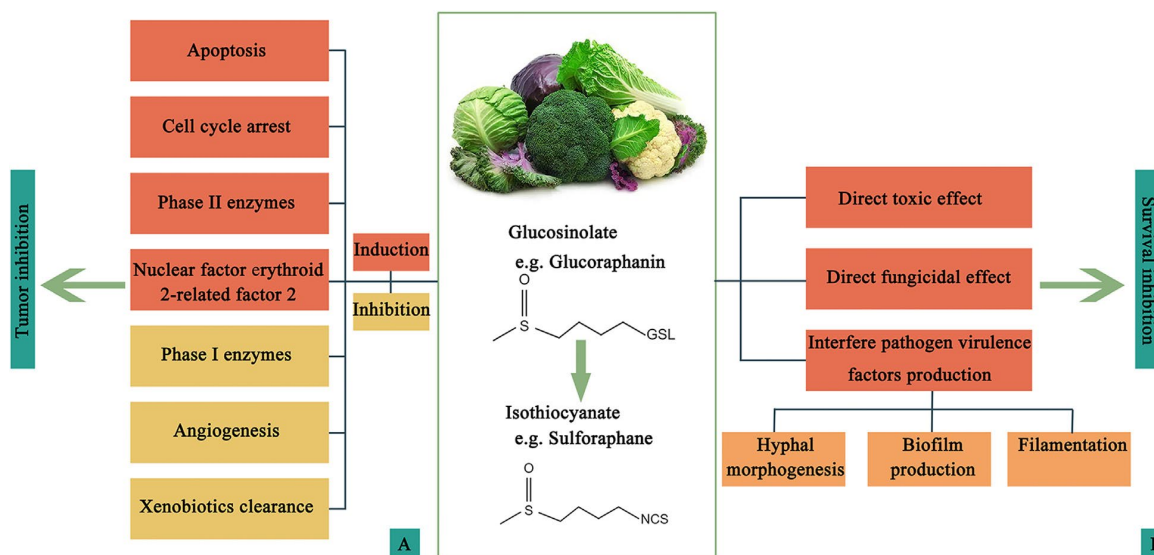 Tumor inhibition
Apoptosis
Cell cycle arrest
Phase II enzymes
Nuclear factor erythroid
2-related factor 2
Phase I enzymes
Angiogenesis
Xenobiotics clearance
Induction
Inhibition
A
Glucosinolate
e.g. Glucoraphanin
O
S
GSL
Isothiocyanate
e.g. Sulforaphane
O
S
NCS
Direct toxic effect
Direct fungicidal effect
Interfere pathogen virulence
factors production
Hyphal
morphogenesis
Biofilm
production
Filamentation
Survival inhibition